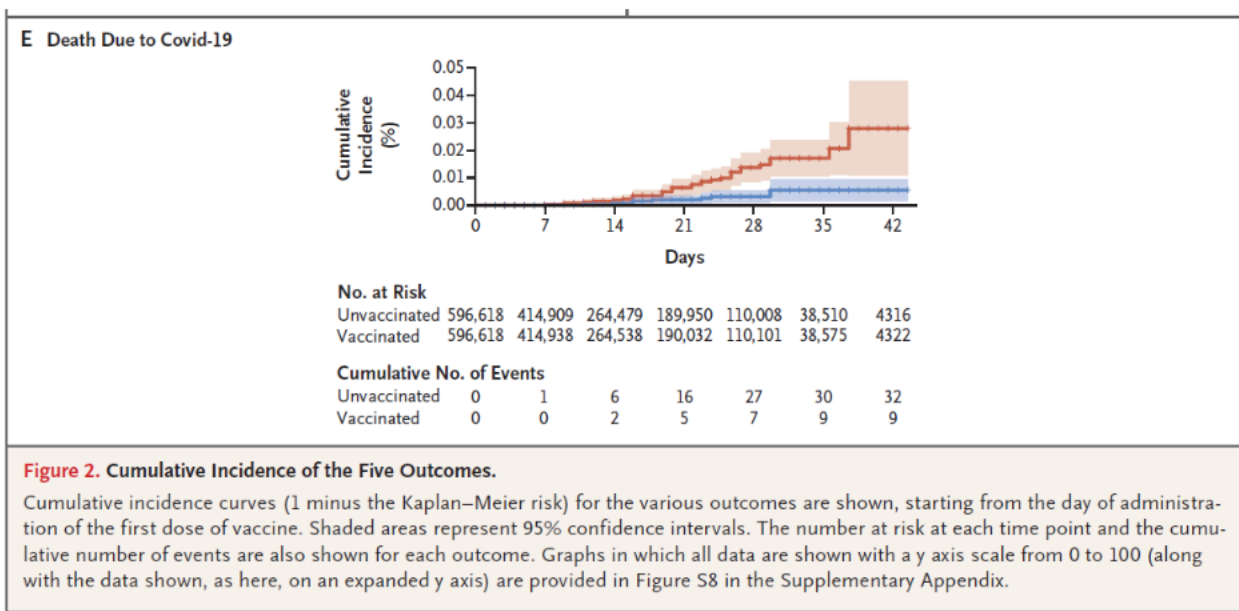 E Death Due to Covid-19
Cumulative
Incidence
(%)
0.05
0.04
0.03
0.02
0.01
0.00
0 7 14 21 28 35 42
Days
No. at Risk
Unvaccinated 596,618 414,909 264,479 189,950 110,008 38,510 4316
Vaccinated 596,618 414,938 264,538 190,032 110,101 38,575 4322
Cumulative No. of Events
Unvaccinated 0 1 6 16 27 30 32
Vaccinated 0 0 2 5 7 9 9
Figure 2. Cumulative Incidence of the Five Outcomes.
Cumulative incidence curves (1 minus the Kaplan–Meier risk) for the various outcomes are shown, starting from the day of administra-
tion of the first dose of vaccine. Shaded areas represent 95% confidence intervals. The number at risk at each time point and the cumu-
lative number of events are also shown for each outcome. Graphs in which all data are shown with a y axis scale from 0 to 100 (along
with the data shown, as here, on an expanded y axis) are provided in Figure S8 in the Supplementary Appendix.